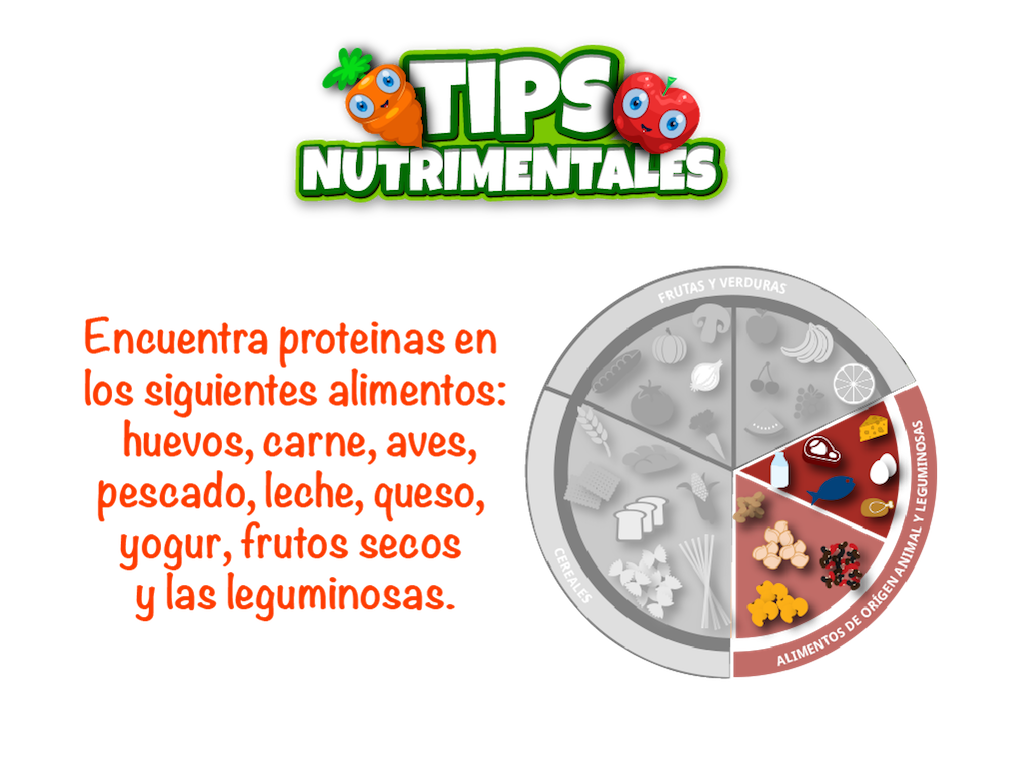 TIPS
NUTRIMENTALES
Encuentra proteinas en
los siguientes alimentos:
huevos, carne, aves,
pescado, leche, queso,
yogur, frutos secos
y las leguminosas.
FRUTAS Y VERDURAS
CEREALES
ALIMENTOS DE ORÍGEN ANIMAL Y LEGUMINOSAS